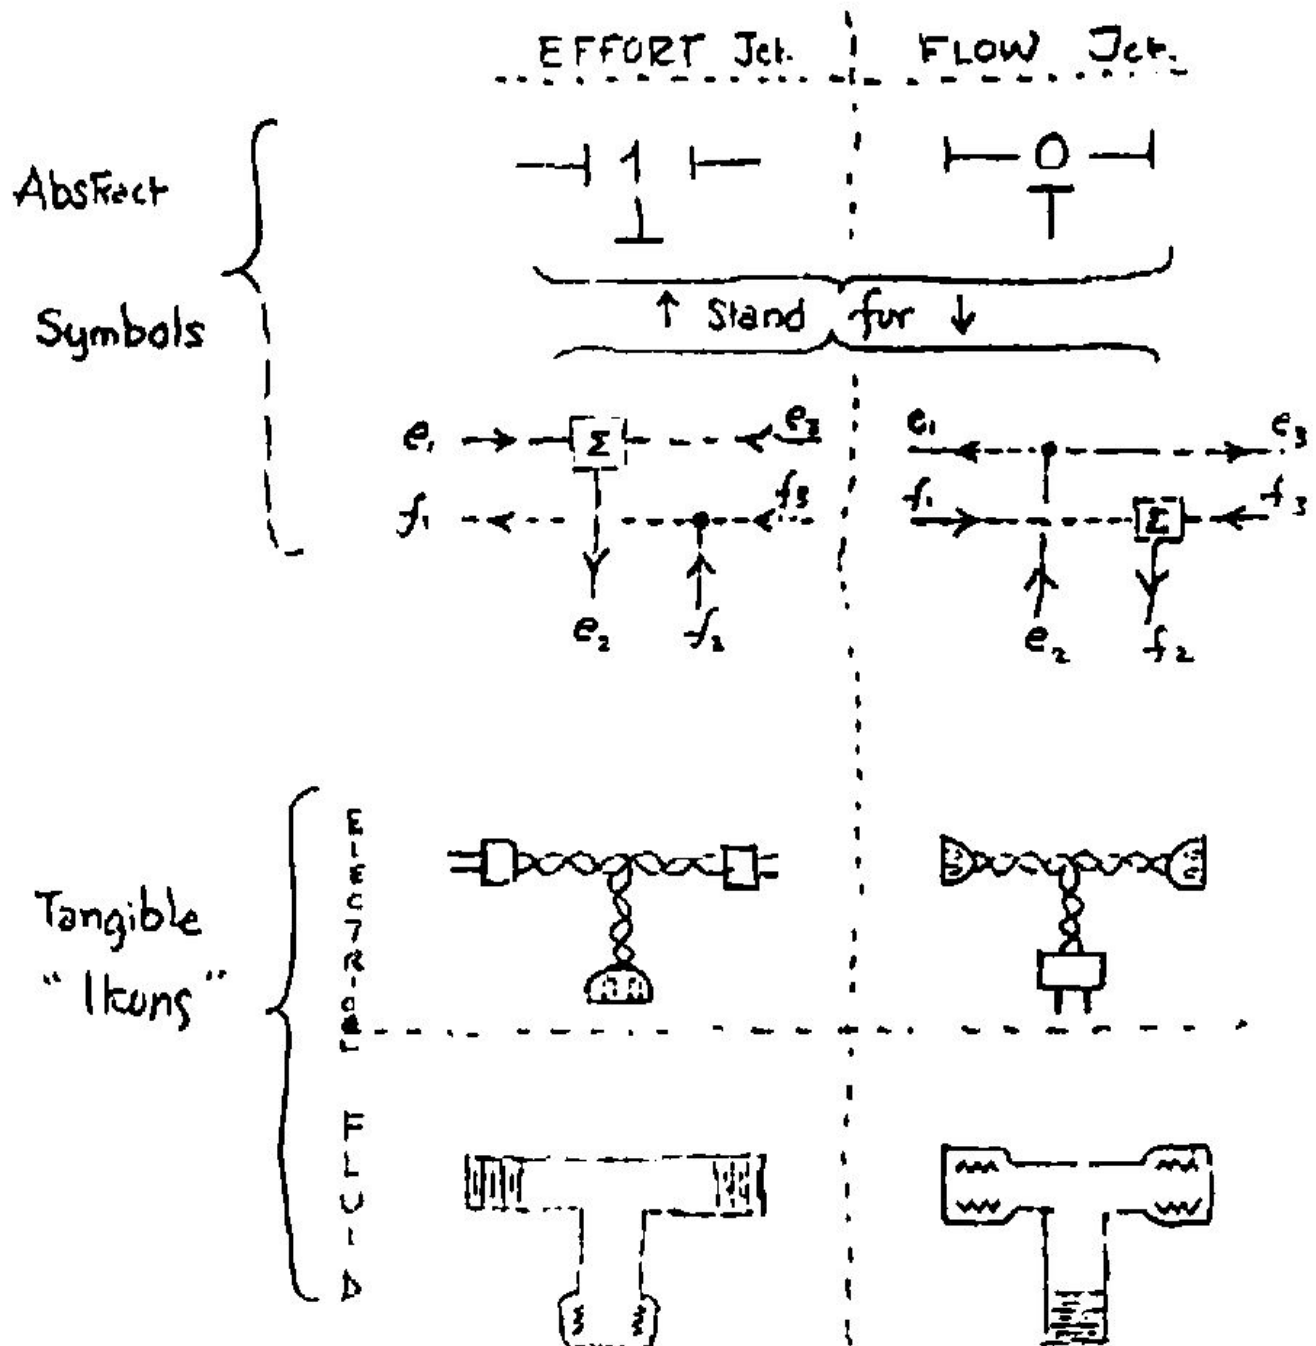 EFFORT Jct.
FLOW Jct.
1
0
Abstract
Symbols
↑ Stand for ↓
e₁
Σ
e₃
f₁
f₃
e₂
f₂
e₁
e₃
f₁
Σ
f₃
e₂
f₂
ELECTRICAL
Tangible
"Ikons"
FLUID